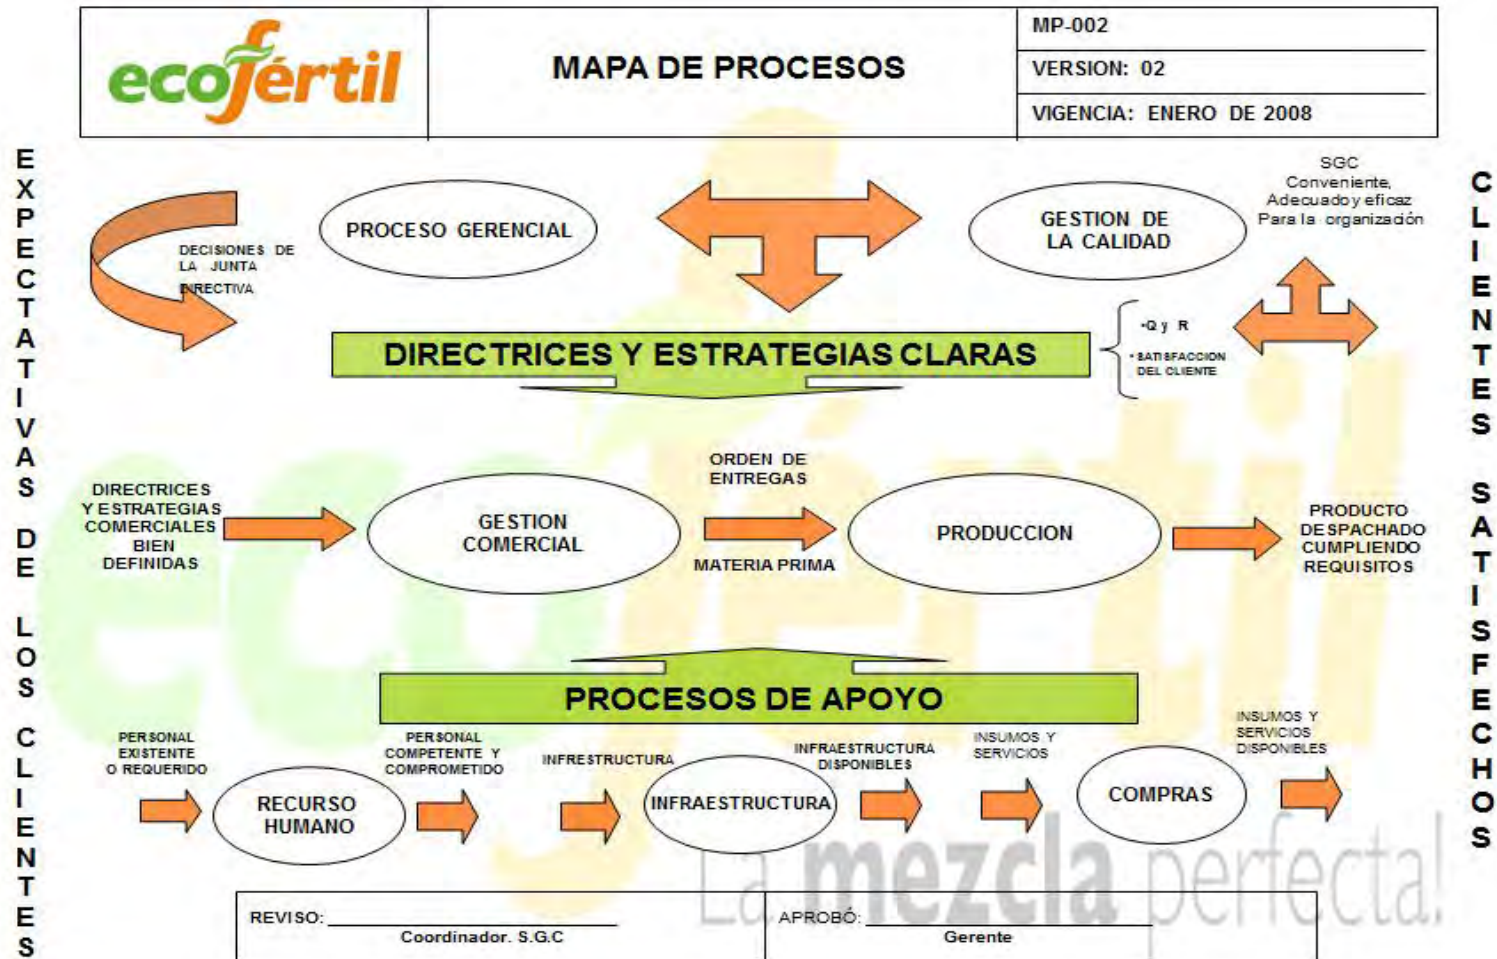 ecofértil
MAPA DE PROCESOS
MP-002
VERSION: 02
VIGENCIA: ENERO DE 2008
EXPECTATIVAS DE LOS CLIENTES
DECISIONES DE
LA JUNTA
DIRECTIVA
PROCESO GERENCIAL
GESTION DE
LA CALIDAD
SGC
Conveniente,
Adecuado y eficaz
Para la organización
DIRECTRICES Y ESTRATEGIAS CLARAS
•Q y R
• SATISFACCION
DEL CLIENTE
DIRECTRICES
Y ESTRATEGIAS
COMERCIALES
BIEN
DEFINIDAS
GESTION
COMERCIAL
ORDEN DE
ENTREGAS
MATERIA PRIMA
PRODUCCION
PRODUCTO
DESPACHADO
CUMPLIENDO
REQUISITOS
PROCESOS DE APOYO
PERSONAL
EXISTENTE
O REQUERIDO
RECURSO
HUMANO
PERSONAL
COMPETENTE Y
COMPROMETIDO
INFRESTRUCTURA
INFRAESTRUCTURA
INFRAESTRUCTURA
DISPONIBLES
INSUMOS Y
SERVICIOS
COMPRAS
INSUMOS Y
SERVICIOS
DISPONIBLES
CLIENTES SATISFECHOS
ecofértil
La mezcla perfecta!
REVISO:
Coordinador. S.G.C
APROBÓ:
Gerente